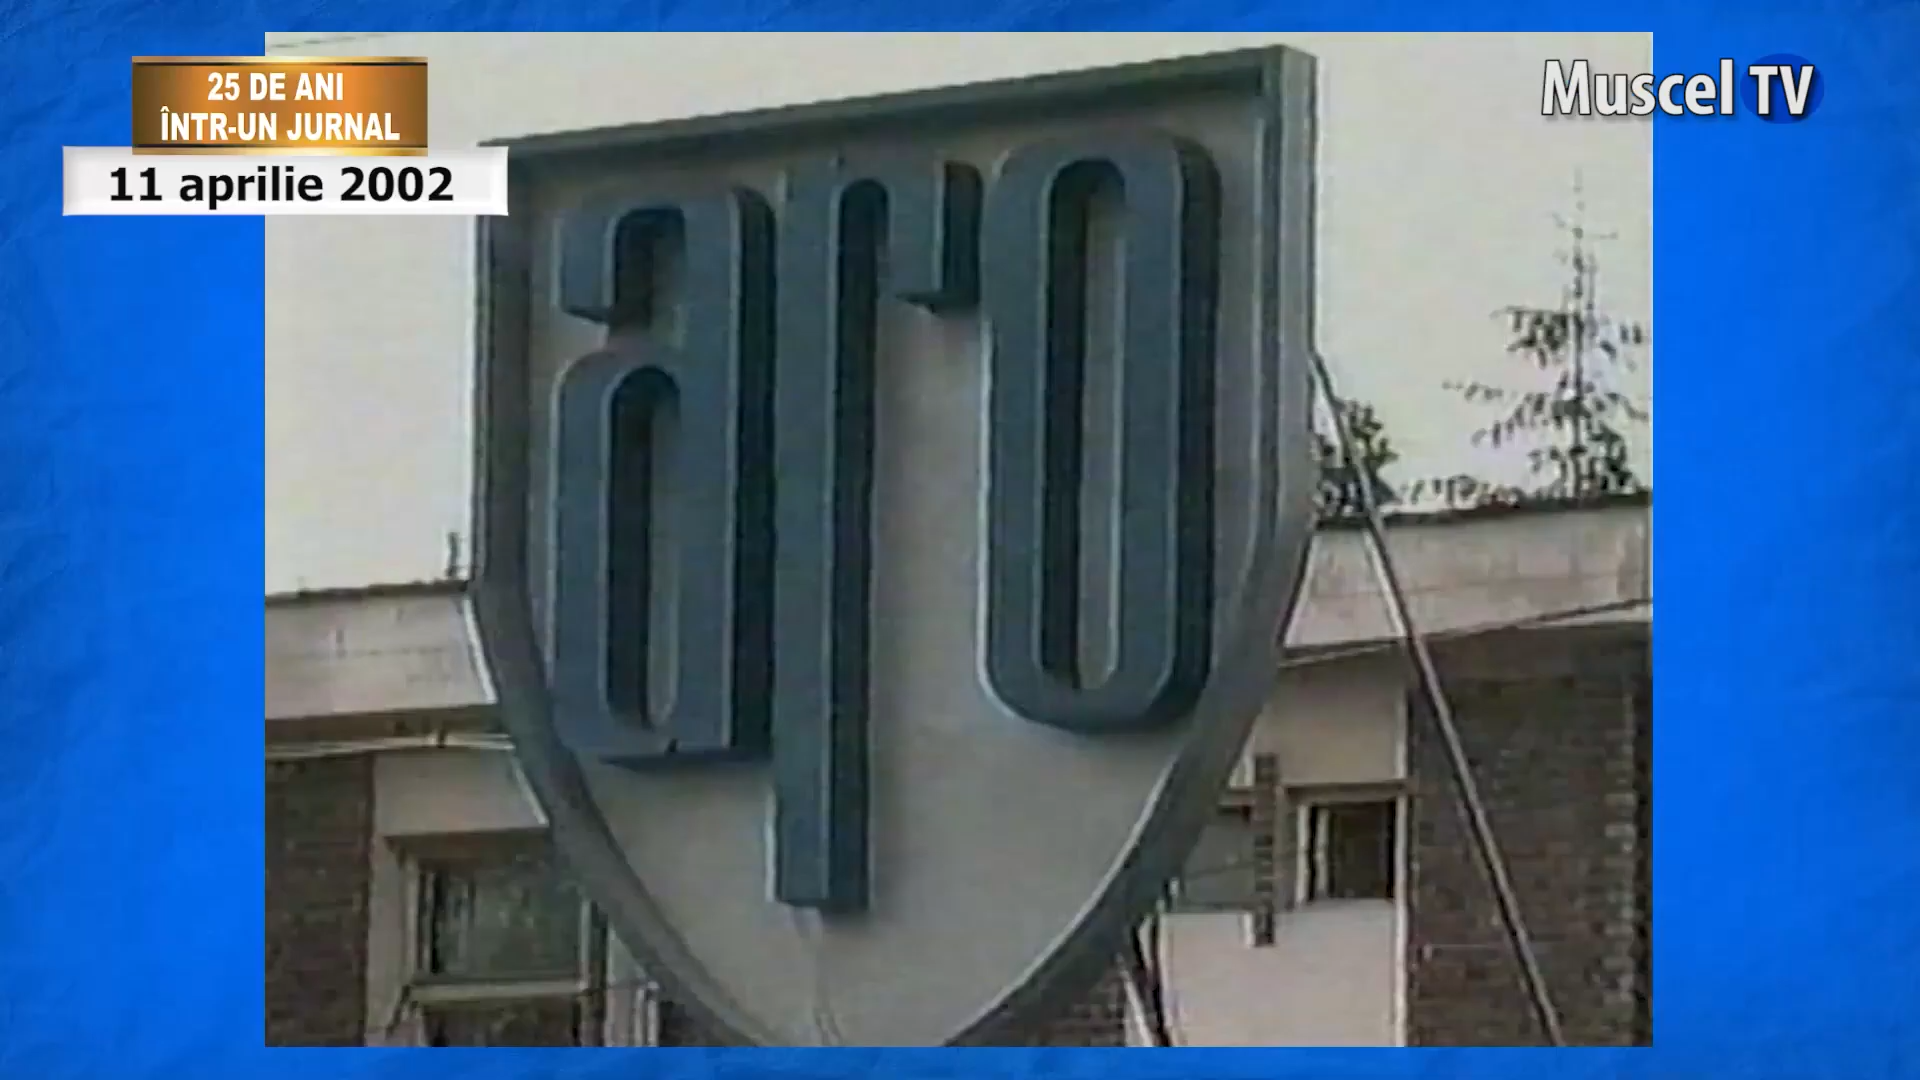 25 DE ANI
ÎNTR-UN JURNAL
11 aprilie 2002
Muscel TV
aro